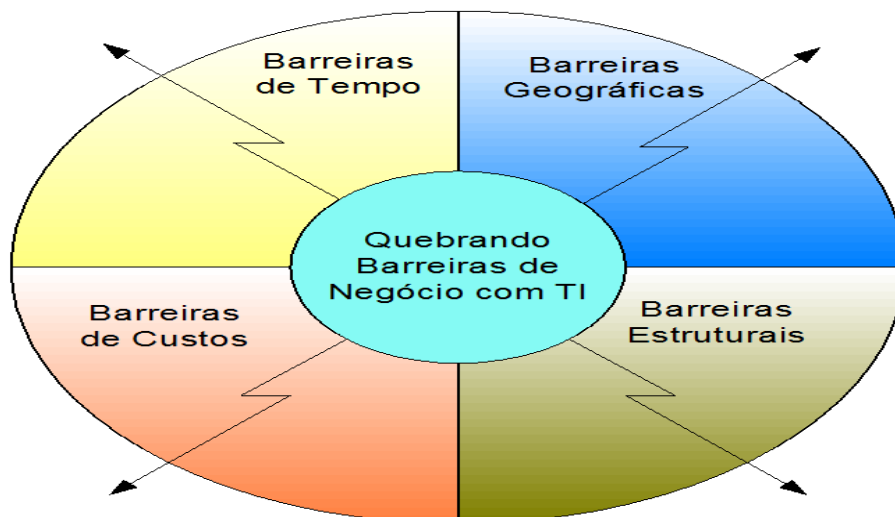 Barreiras
de Tempo
Barreiras
Geográficas
Quebrando
Barreiras de
Negócio com TI
Barreiras
de Custos
Barreiras
Estruturais